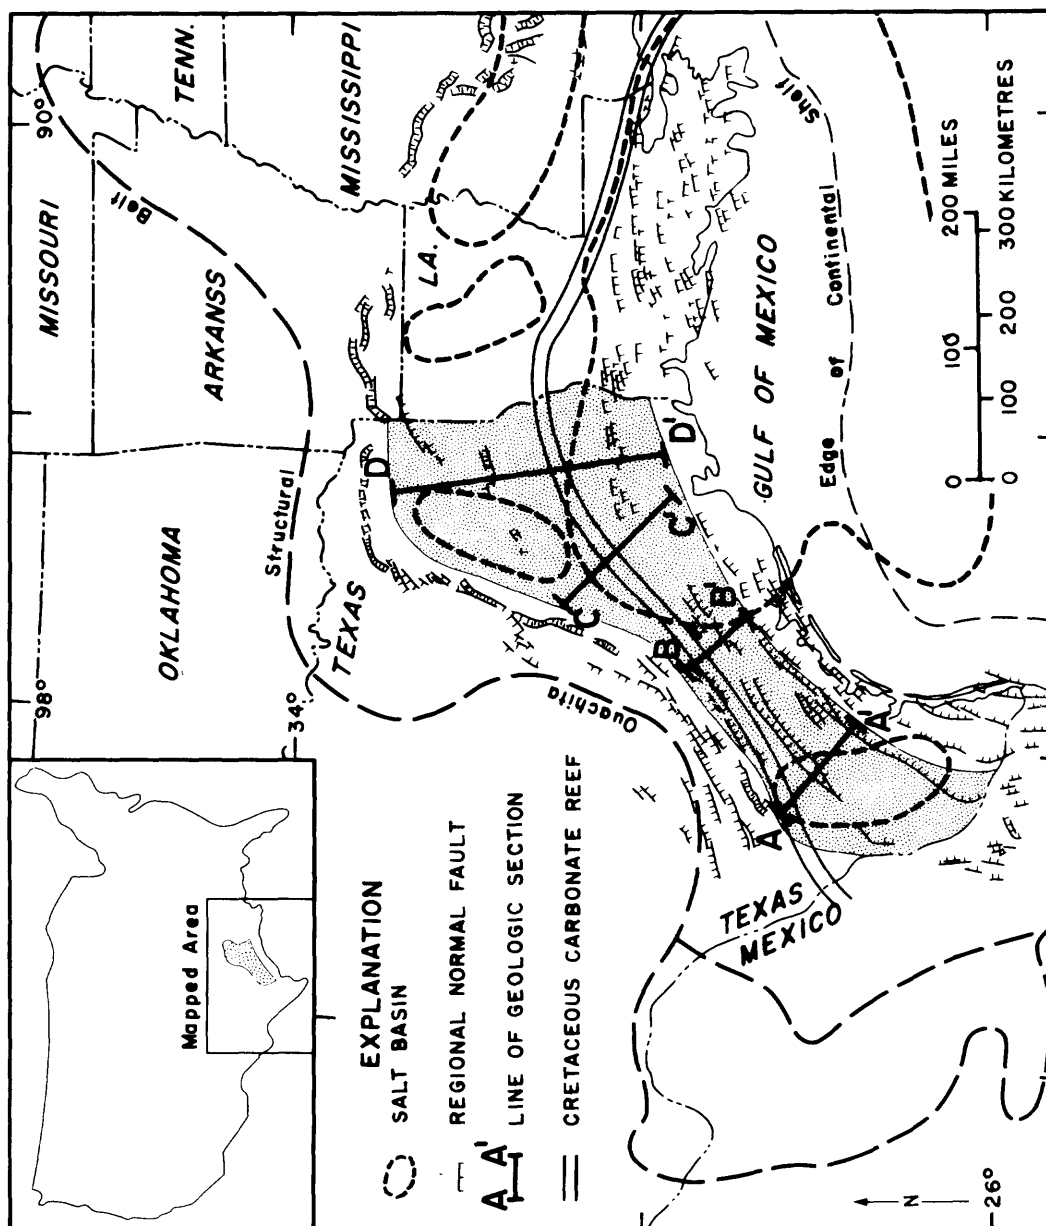 98°
90°
MISSOURI
TENN.
OKLAHOMA
ARKANSS
MISSISSIPPI
Structural
Belt
34°
TEXAS
LA.
Ouachita
D
D'
C
C'
B
B'
A
A'
TEXAS
MEXICO
GULF OF MEXICO
Edge of Continental Shelf
Mapped Area
EXPLANATION
SALT BASIN
REGIONAL NORMAL FAULT
A A' LINE OF GEOLOGIC SECTION
CRETACEOUS CARBONATE REEF
0 100 200 MILES
0 100 200 300 KILOMETRES
N
26°